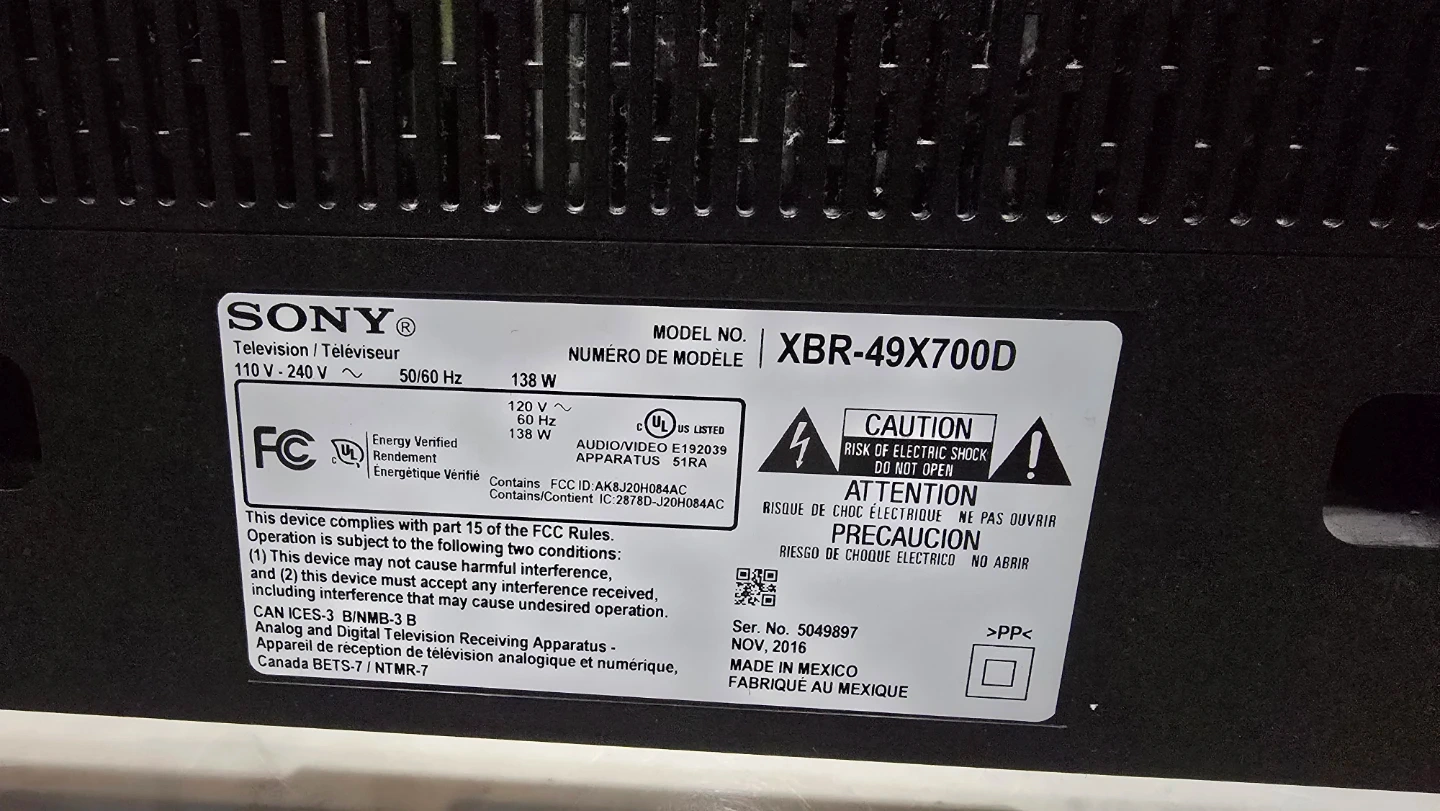 SONY®
Television / Téléviseur
110 V - 240 V ~ 50/60 Hz 138 W
MODEL NO.
NUMÉRO DE MODÈLE
XBR-49X700D
120 V ~
60 Hz
138 W
FC
c UL
Energy Verified
Rendement
Énergétique Vérifié
c UL US LISTED
AUDIO/VIDEO E192039
APPARATUS 51RA
Contains FCC ID:AK8J20H084AC
Contains/Contient IC:2878D-J20H084AC
This device complies with part 15 of the FCC Rules.
Operation is subject to the following two conditions:
(1) This device may not cause harmful interference,
and (2) this device must accept any interference received,
including interference that may cause undesired operation.
CAN ICES-3 B/NMB-3 B
Analog and Digital Television Receiving Apparatus -
Appareil de réception de télévision analogique et numérique,
Canada BETS-7 / NTMR-7
CAUTION
RISK OF ELECTRIC SHOCK
DO NOT OPEN
ATTENTION
RISQUE DE CHOC ÉLECTRIQUE NE PAS OUVRIR
PRECAUCION
RIESGO DE CHOQUE ELECTRICO NO ABRIR
Ser. No. 5049897
NOV, 2016
MADE IN MEXICO
FABRIQUÉ AU MEXIQUE
>PP<